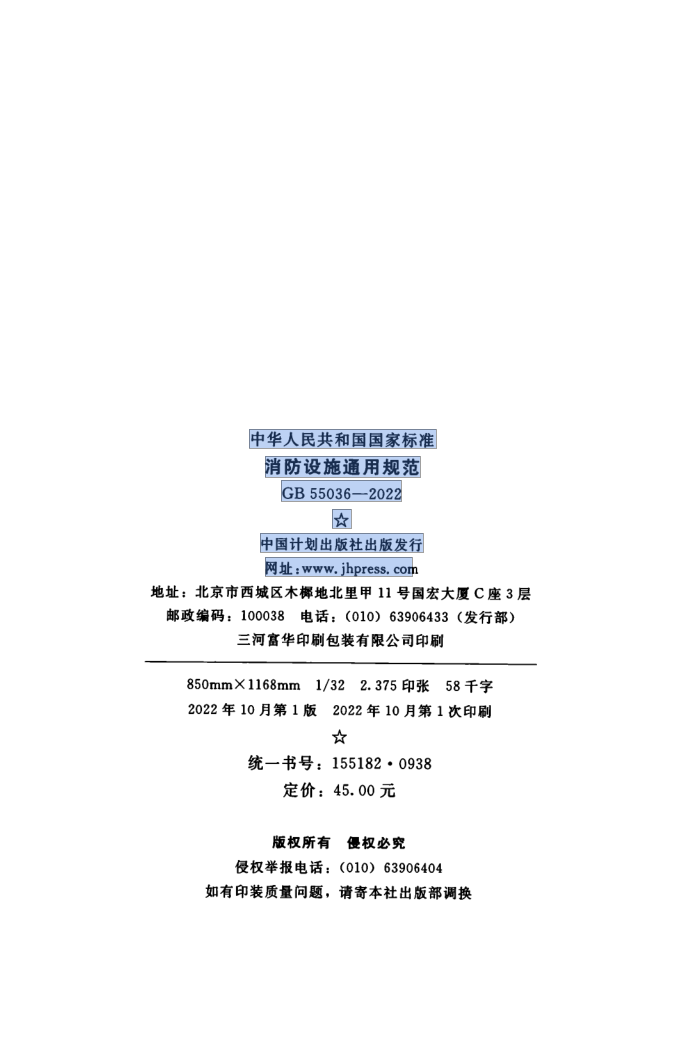 中华人民共和国国家标准
消防设施通用规范
GB 55036—2022
☆
中国计划出版社出版发行
网址:www.jhpress.com
地址：北京市西城区木樨地北里甲 11 号国宏大厦 C 座 3 层
邮政编码：100038 电话：（010）63906433（发行部）
三河富华印刷包装有限公司印刷
850mm×1168mm 1/32 2.375 印张 58 千字
2022 年 10 月第 1 版 2022 年 10 月第 1 次印刷
☆
统一书号：155182·0938
定价：45.00 元
版权所有 侵权必究
侵权举报电话：（010）63906404
如有印装质量问题，请寄本社出版部调换